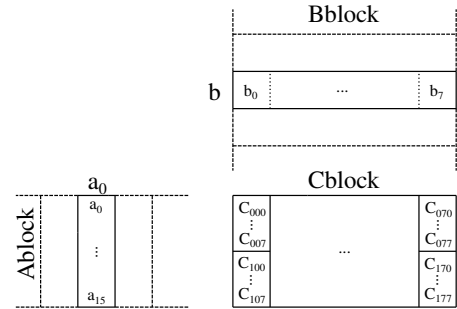 Bblock
b b₀ ... b₇
a₀ Cblock
Ablock
a₀
⋮
a₁₅
C₀₀₀ C₀₇₀
⋮ ⋮
C₀₀₇ C₀₇₇
...
C₁₀₀ C₁₇₀
⋮ ⋮
C₁₀₇ C₁₇₇